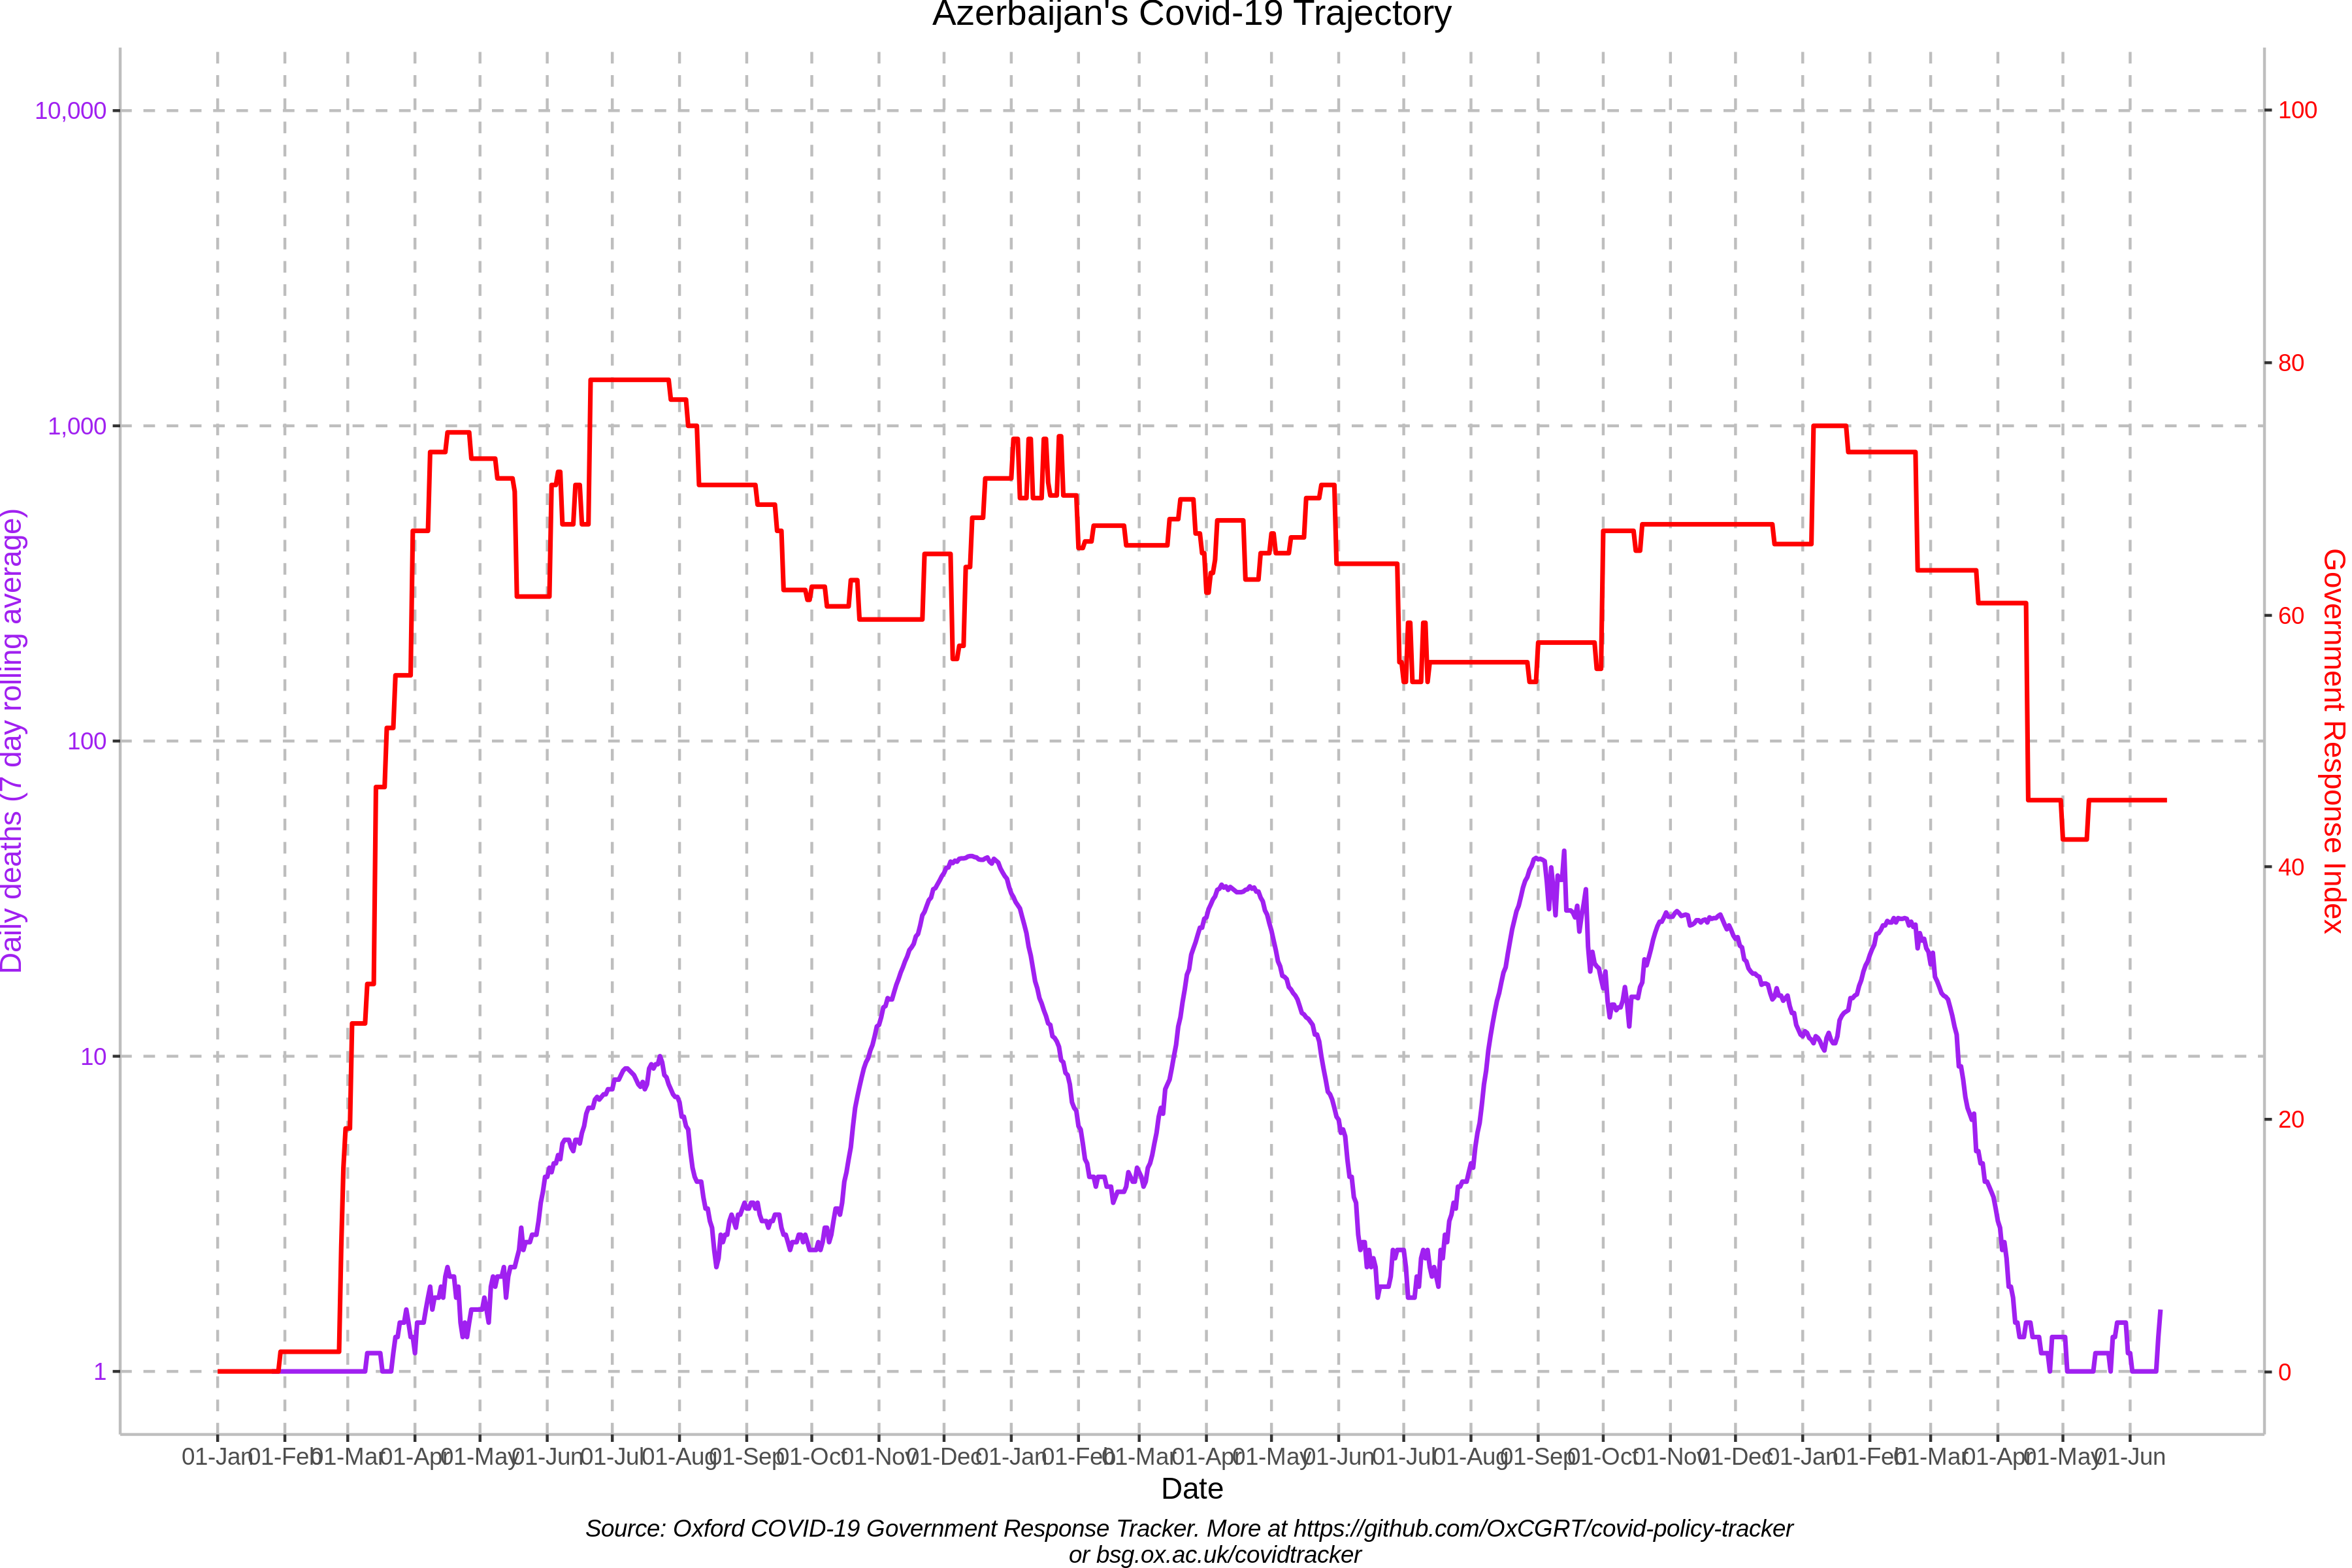 Azerbaijan's Covid-19 Trajectory
10,000
1,000
100
10
1
Daily deaths (7 day rolling average)
100
80
60
40
20
0
Government Response Index
01-Jan 01-Feb 01-Mar 01-Apr 01-May 01-Jun 01-Jul 01-Aug 01-Sep 01-Oct 01-Nov 01-Dec 01-Jan 01-Feb 01-Mar 01-Apr 01-May 01-Jun 01-Jul 01-Aug 01-Sep 01-Oct 01-Nov 01-Dec 01-Jan 01-Feb 01-Mar 01-Apr 01-May 01-Jun
Date
Source: Oxford COVID-19 Government Response Tracker. More at https://github.com/OxCGRT/covid-policy-tracker
or bsg.ox.ac.uk/covidtracker